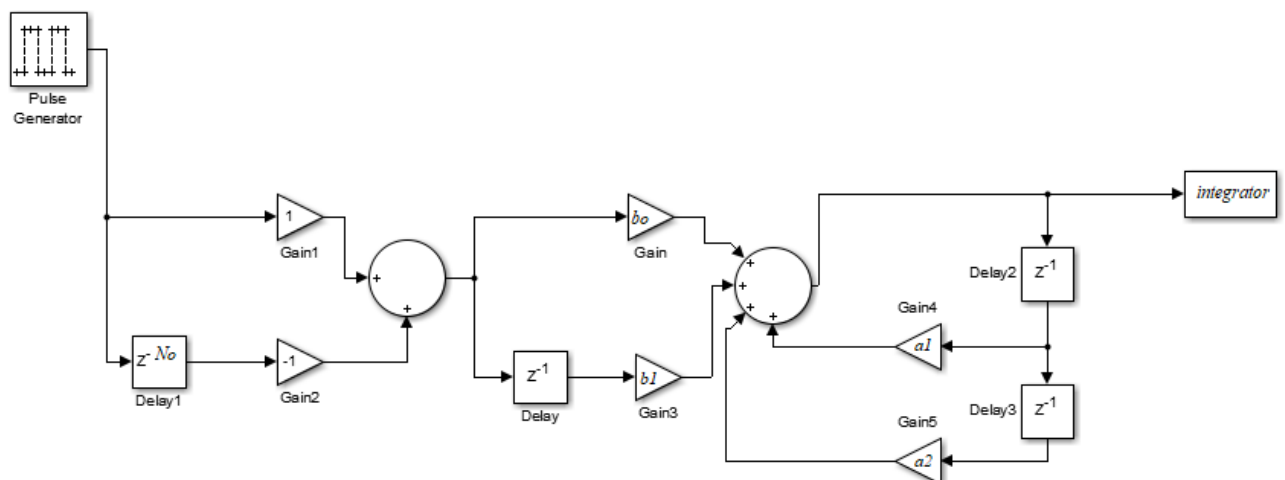 Pulse
Generator
1
Gain1
z- No
Delay1
-1
Gain2
+
+
bo
Gain
z-1
Delay
b1
Gain3
+
+
+
+
integrator
Delay2
z-1
Gain4
a1
Delay3
z-1
Gain5
a2